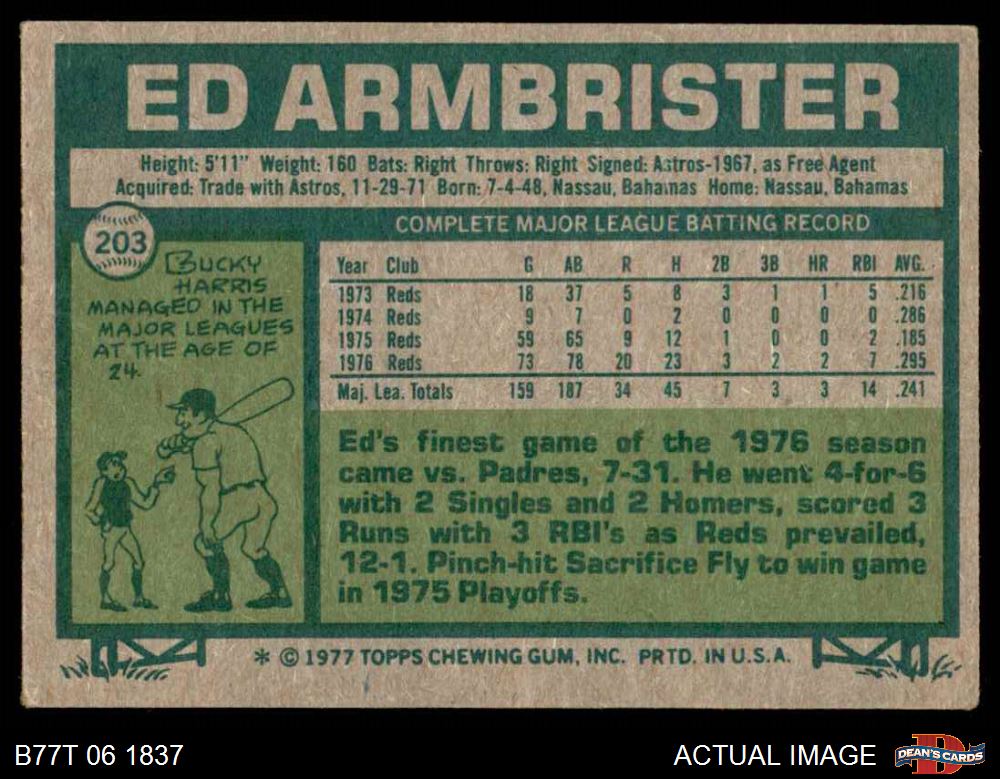 ED ARMBRISTER
Height: 5'11" Weight: 160 Bats: Right Throws: Right Signed: Astros-1967, as Free Agent
Acquired: Trade with Astros, 11-29-71 Born: 7-4-48, Nassau, Bahamas Home: Nassau, Bahamas
203
BUCKY
HARRIS
MANAGED IN THE
MAJOR LEAGUES
AT THE AGE OF
24.
COMPLETE MAJOR LEAGUE BATTING RECORD
Year Club G AB R H 2B 3B HR RBI AVG.
1973 Reds 18 37 5 8 3 1 1 5 .216
1974 Reds 9 7 0 2 0 0 0 0 .286
1975 Reds 59 65 9 12 1 0 0 2 .185
1976 Reds 73 78 20 23 3 2 2 7 .295
Maj. Lea. Totals 159 187 34 45 7 3 3 14 .241
Ed's finest game of the 1976 season
came vs. Padres, 7-31. He went 4-for-6
with 2 Singles and 2 Homers, scored 3
Runs with 3 RBI's as Reds prevailed,
12-1. Pinch-hit Sacrifice Fly to win game
in 1975 Playoffs.
* © 1977 TOPPS CHEWING GUM, INC. PRTD. IN U.S.A.
B77T 06 1837
ACTUAL IMAGE
D
DEAN'S CARDS